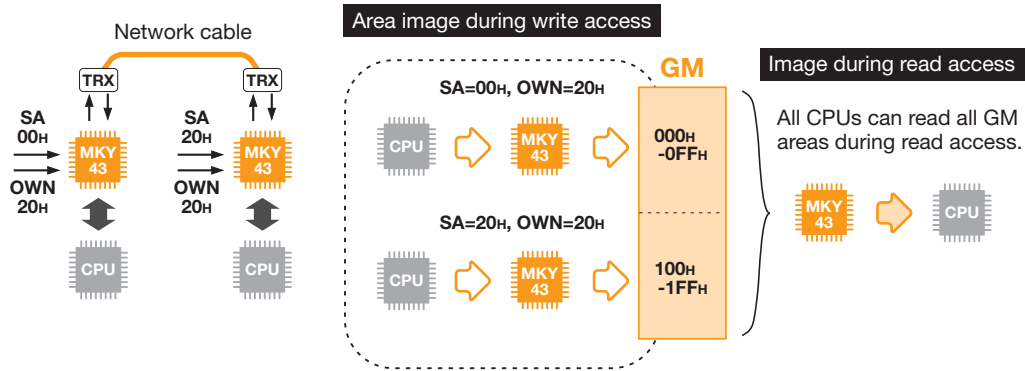 Network cable
TRX
TRX
SA
00H
OWN
20H
MKY
43
CPU
SA
20H
OWN
20H
MKY
43
CPU
Area image during write access
GM
SA=00H, OWN=20H
CPU
MKY
43
000H
-0FFH
SA=20H, OWN=20H
CPU
MKY
43
100H
-1FFH
Image during read access
All CPUs can read all GM
areas during read access.
MKY
43
CPU